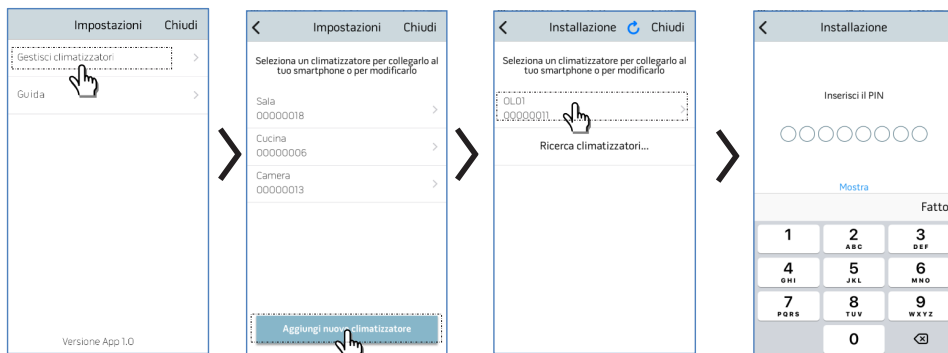 Impostazioni Chiudi
Gestisci climatizzatori
Guida
Versione App 1.0
Impostazioni Chiudi
Seleziona un climatizzatore per collegarlo al
tuo smartphone o per modificarlo
Sala
00000018
Cucina
00000006
Camera
00000013
Aggiungi nuovo climatizzatore
Installazione Chiudi
Seleziona un climatizzatore per collegarlo al
tuo smartphone o per modificarlo
OL01
00000011
Ricerca climatizzatori...
Installazione
Inserisci il PIN
Mostra
Fatto
1 2 3
ABC DEF
4 5 6
GHI JKL MNO
7 8 9
PQRS TUV WXYZ
0